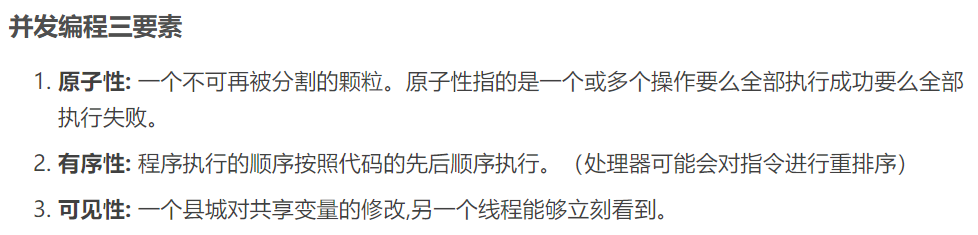 并发编程三要素
1. 原子性: 一个不可再被分割的颗粒。原子性指的是一个或多个操作要么全部执行成功要么全部
执行失败。
2. 有序性: 程序执行的顺序按照代码的先后顺序执行。（处理器可能会对指令进行重排序）
3. 可见性: 一个县城对共享变量的修改,另一个线程能够立刻看到。